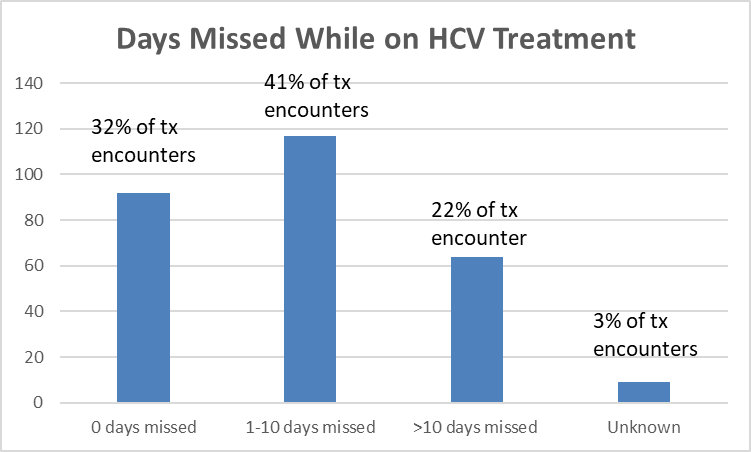 Days Missed While on HCV Treatment
140
120
100
80
60
40
20
0
32% of tx
encounters
41% of tx
encounters
22% of tx
encounter
3% of tx
encounters
0 days missed
1-10 days missed
>10 days missed
Unknown